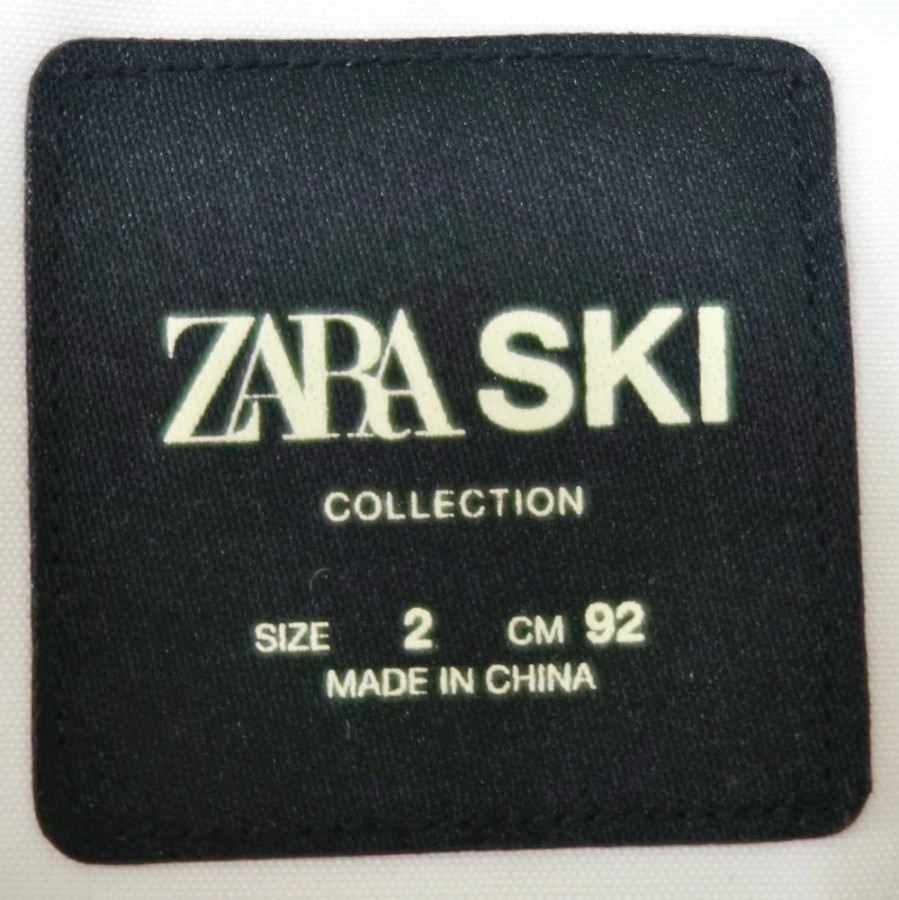 ZARA SKI
COLLECTION
SIZE 2 CM 92
MADE IN CHINA